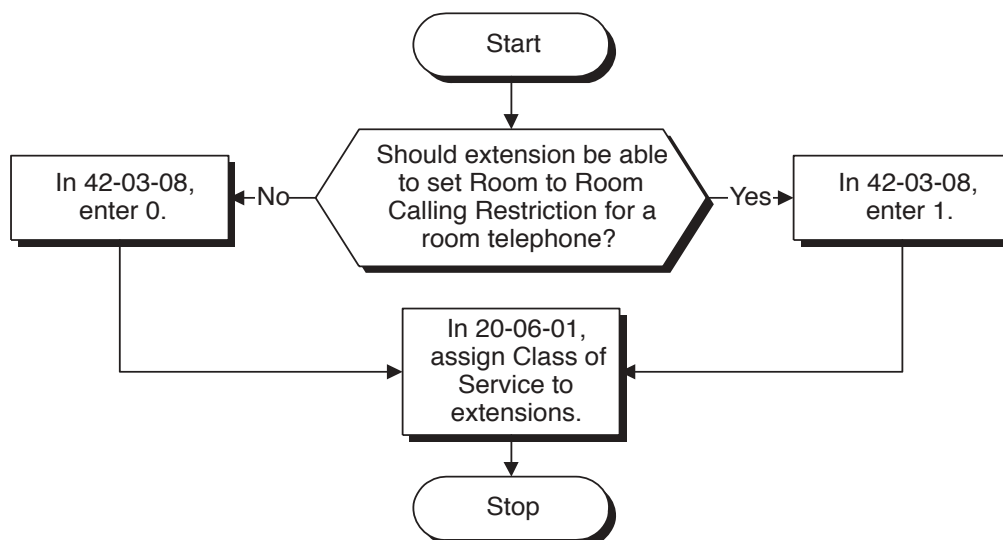 Start
Should extension be able
to set Room to Room
Calling Restriction for a
room telephone?
No
Yes
In 42-03-08,
enter 0.
In 42-03-08,
enter 1.
In 20-06-01,
assign Class of
Service to
extensions.
Stop